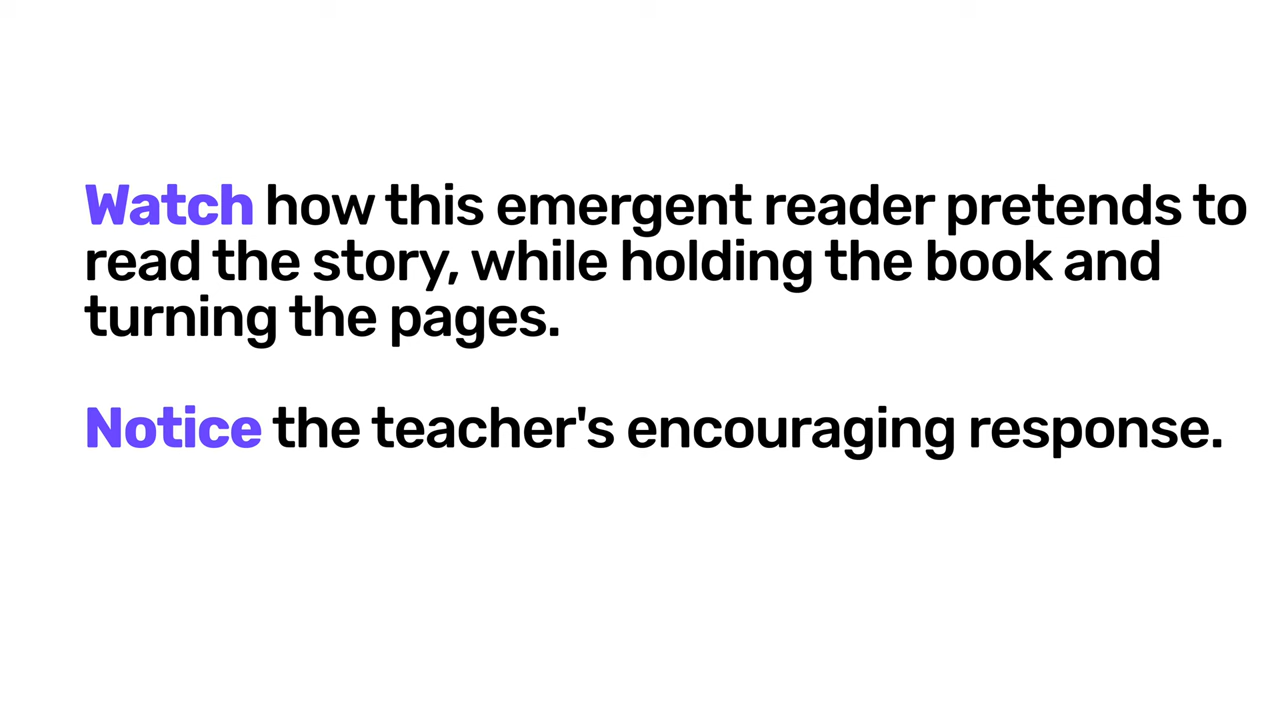 Watch how this emergent reader pretends to
read the story, while holding the book and
turning the pages.
Notice the teacher's encouraging response.